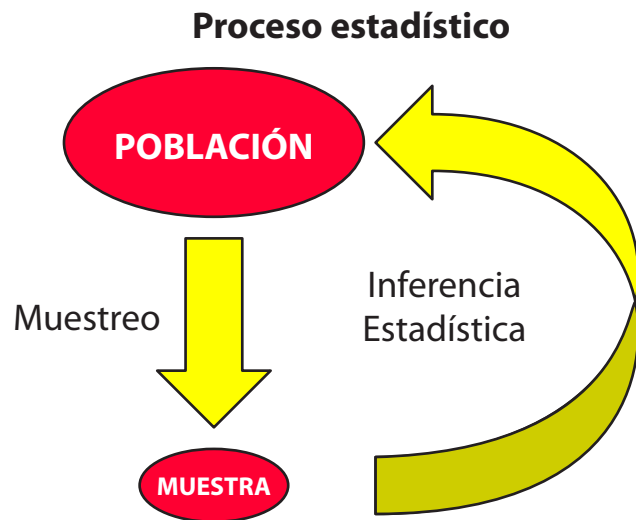 Proceso estadístico
POBLACIÓN
Muestreo
Inferencia
Estadística
MUESTRA